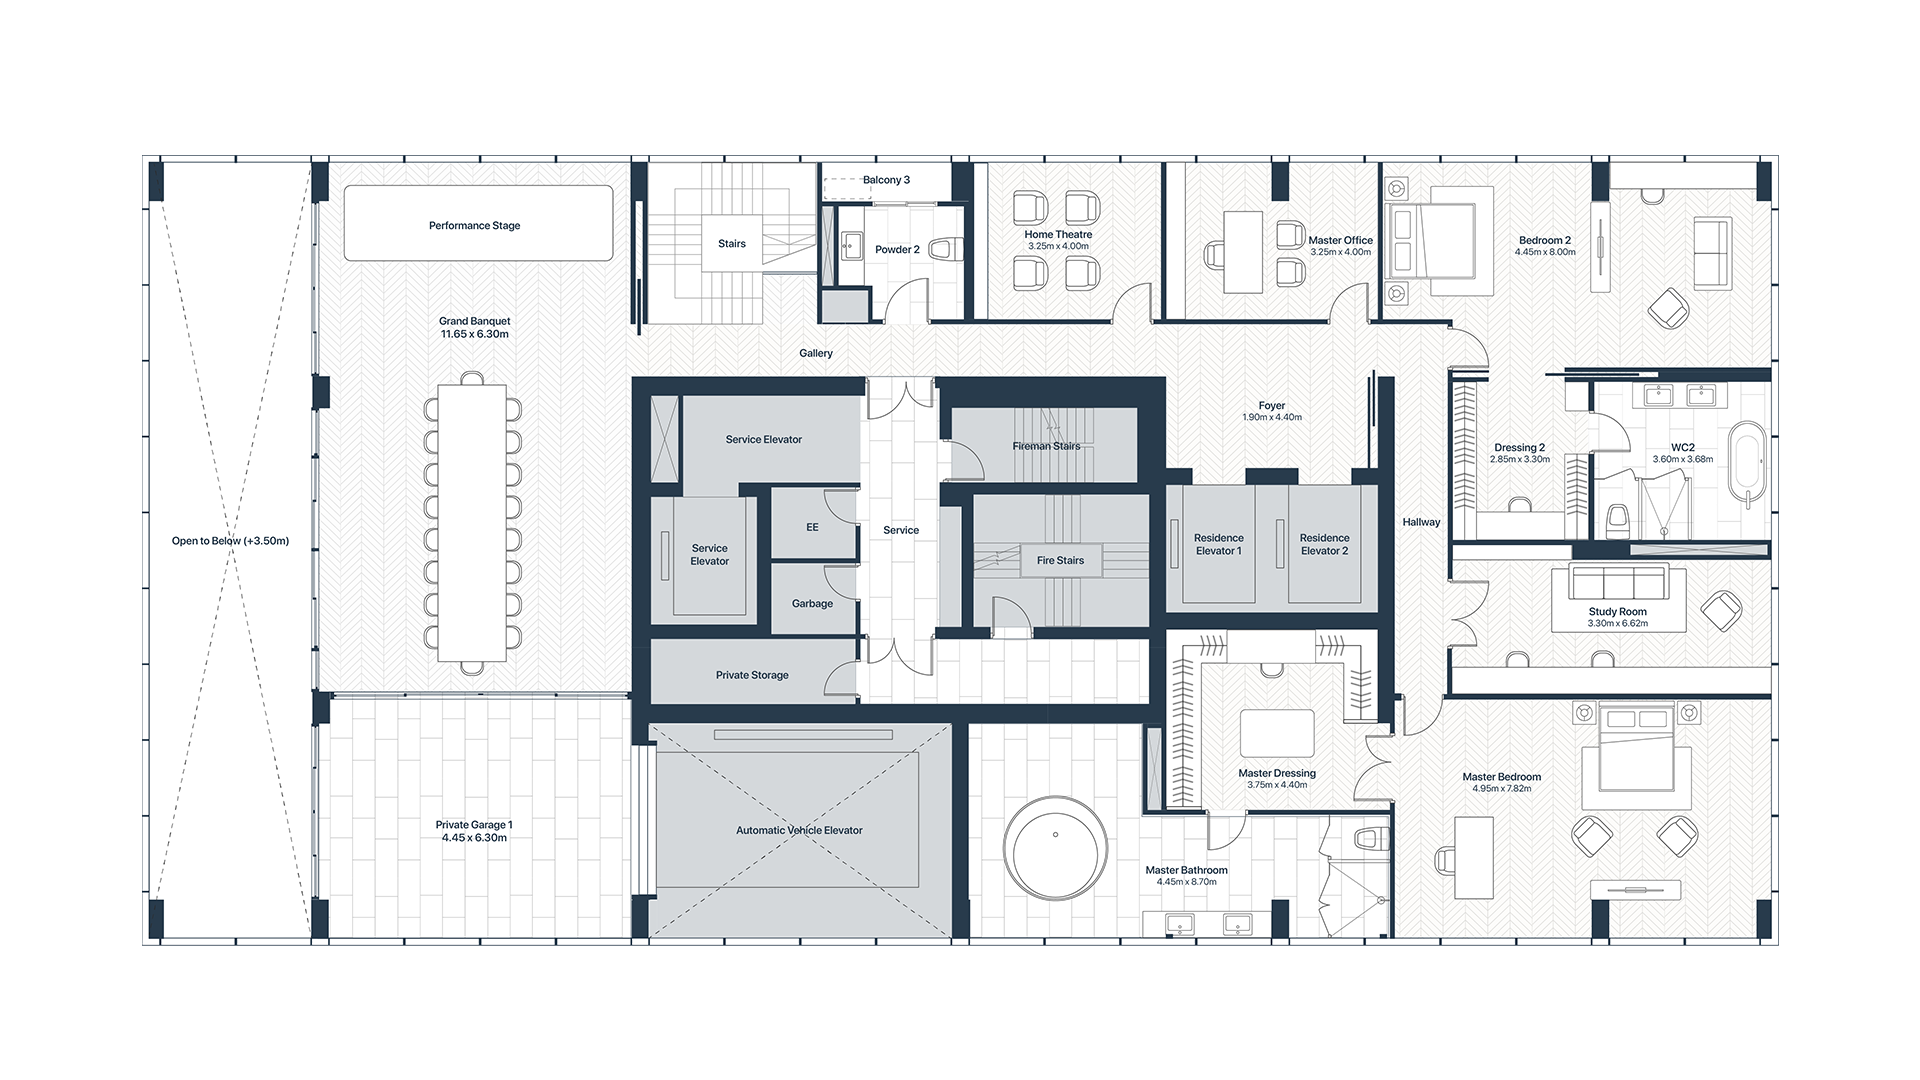 Balcony 3
Performance Stage
Stairs
Powder 2
Home Theatre
3.25m x 4.00m
Master Office
3.25m x 4.00m
Bedroom 2
4.45m x 8.00m
Grand Banquet
11.65 x 6.30m
Gallery
Foyer
1.90m x 4.40m
Service Elevator
Fireman Stairs
Dressing 2
2.85m x 3.30m
WC2
3.60m x 3.68m
Open to Below (+3.50m)
Service
Elevator
EE
Service
Fire Stairs
Residence
Elevator 1
Residence
Elevator 2
Hallway
Garbage
Study Room
3.30m x 6.62m
Private Storage
Master Dressing
3.75m x 4.40m
Master Bedroom
4.95m x 7.82m
Private Garage 1
4.45 x 6.30m
Automatic Vehicle Elevator
Master Bathroom
4.45m x 8.70m